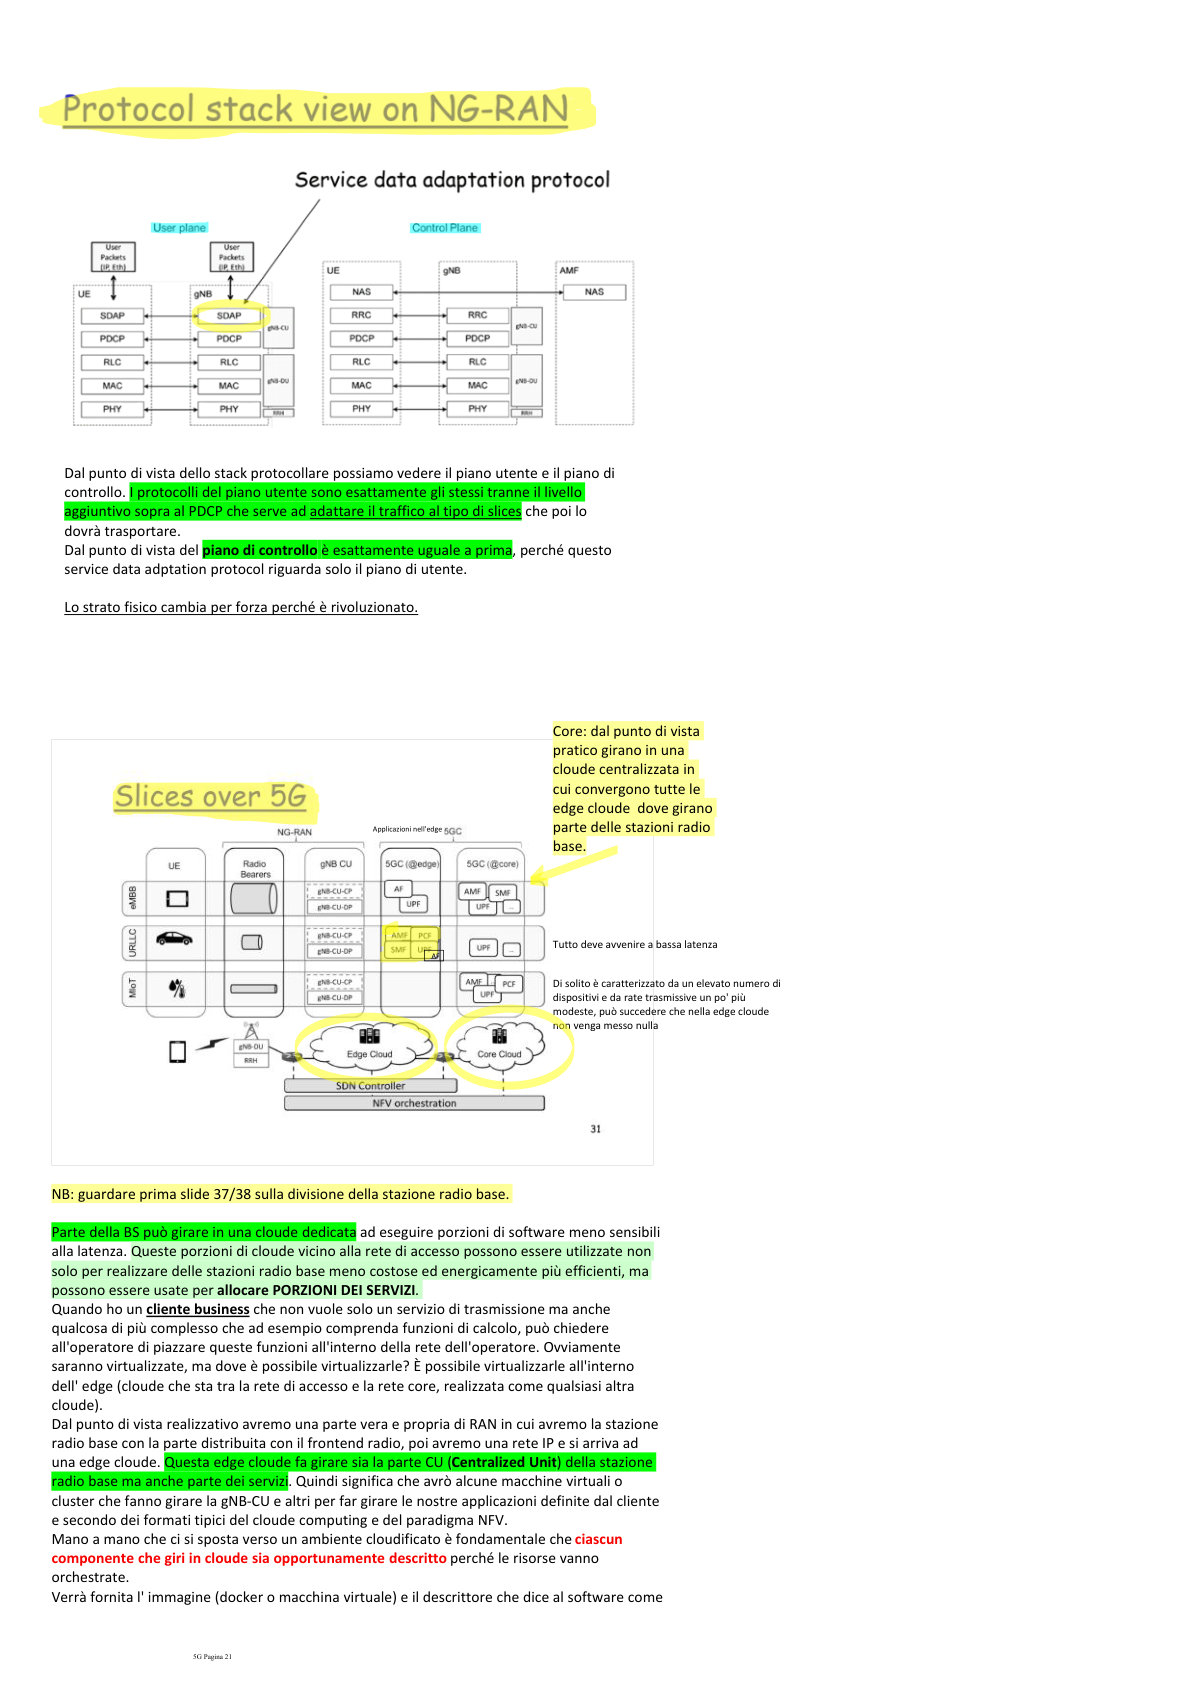 Protocol stack view on NG-RAN
Service data adaptation protocol
User plane
Control Plane
User Packets (IP, Eth)
User Packets (IP, Eth)
UE
gNB
SDAP
SDAP
gNB-CU
PDCP
PDCP
RLC
RLC
gNB-DU
MAC
MAC
PHY
PHY
RRH
UE
gNB
AMF
NAS
NAS
RRC
RRC
gNB-CU
PDCP
PDCP
RLC
RLC
gNB-DU
MAC
MAC
PHY
PHY
RRH
Dal punto di vista dello stack protocollare possiamo vedere il piano utente e il piano di
controllo. I protocolli del piano utente sono esattamente gli stessi tranne il livello
aggiuntivo sopra al PDCP che serve ad adattare il traffico al tipo di slices che poi lo
dovrà trasportare.
Dal punto di vista del piano di controllo è esattamente uguale a prima, perché questo
service data adptation protocol riguarda solo il piano di utente.
Lo strato fisico cambia per forza perché è rivoluzionato.
Core: dal punto di vista
pratico girano in una
cloude centralizzata in
cui convergono tutte le
edge cloude dove girano
parte delle stazioni radio
base.
Slices over 5G
NG-RAN
Applicazioni nell'edge
5GC
UE
Radio Bearers
gNB CU
5GC (@edge)
5GC (@core)
eMBB
gNB-CU-CP
gNB-CU-DP
AF
UPF
AMF
SMF
UPF
..
URLLC
gNB-CU-CP
gNB-CU-DP
AMF
PCF
SMF
UPF
AF
UPF
..
Tutto deve avvenire a bassa latenza
MIoT
gNB-CU-CP
gNB-CU-DP
AMF
PCF
UPF
Di solito è caratterizzato da un elevato numero di
dispositivi e da rate trasmissive un po' più
modeste, può succedere che nella edge cloude
non venga messo nulla
gNB-DU
RRH
Edge Cloud
Core Cloud
SDN Controller
NFV orchestration
31
NB: guardare prima slide 37/38 sulla divisione della stazione radio base.
Parte della BS può girare in una cloude dedicata ad eseguire porzioni di software meno sensibili
alla latenza. Queste porzioni di cloude vicino alla rete di accesso possono essere utilizzate non
solo per realizzare delle stazioni radio base meno costose ed energicamente più efficienti, ma
possono essere usate per allocare PORZIONI DEI SERVIZI.
Quando ho un cliente business che non vuole solo un servizio di trasmissione ma anche
qualcosa di più complesso che ad esempio comprenda funzioni di calcolo, può chiedere
all'operatore di piazzare queste funzioni all'interno della rete dell'operatore. Ovviamente
saranno virtualizzate, ma dove è possibile virtualizzarle? È possibile virtualizzarle all'interno
dell' edge (cloude che sta tra la rete di accesso e la rete core, realizzata come qualsiasi altra
cloude).
Dal punto di vista realizzativo avremo una parte vera e propria di RAN in cui avremo la stazione
radio base con la parte distribuita con il frontend radio, poi avremo una rete IP e si arriva ad
una edge cloude. Questa edge cloude fa girare sia la parte CU (Centralized Unit) della stazione
radio base ma anche parte dei servizi. Quindi significa che avrò alcune macchine virtuali o
cluster che fanno girare la gNB-CU e altri per far girare le nostre applicazioni definite dal cliente
e secondo dei formati tipici del cloude computing e del paradigma NFV.
Mano a mano che ci si sposta verso un ambiente cloudificato è fondamentale che ciascun
componente che giri in cloude sia opportunamente descritto perché le risorse vanno
orchestrate.
Verrà fornita l' immagine (docker o macchina virtuale) e il descrittore che dice al software come
5G Pagina 21